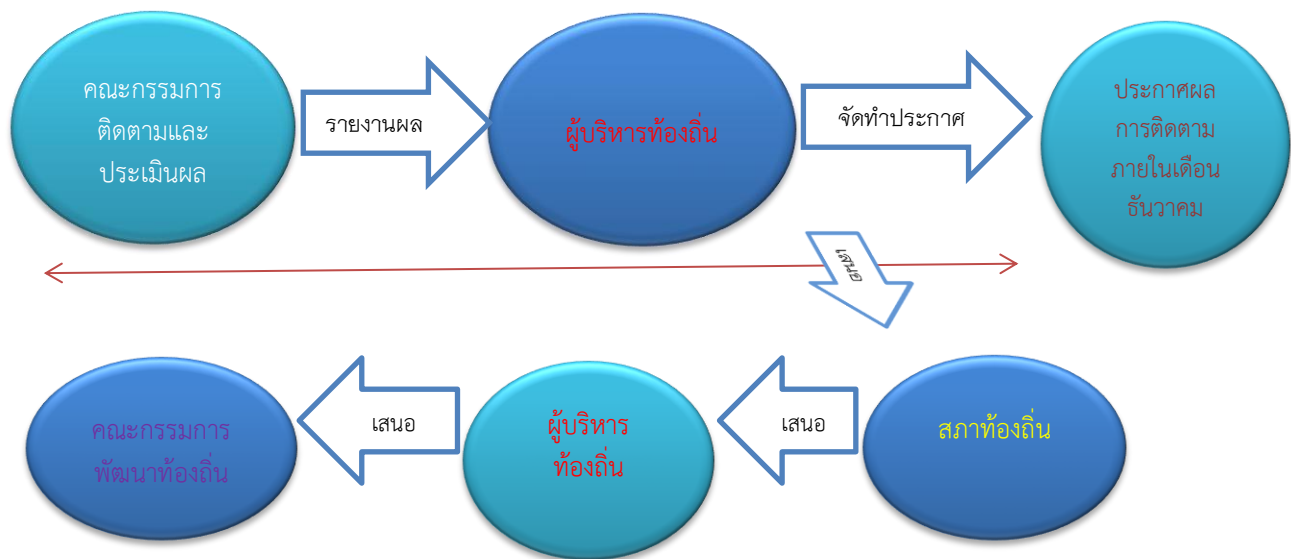 คณะกรรมการ
ติดตามและ
ประเมินผล
รายงานผล
ผู้บริหารท้องถิ่น
จัดทำประกาศ
ประกาศผล
การติดตาม
ภายในเดือน
ธันวาคม
เสนอ
สภาท้องถิ่น
เสนอ
ผู้บริหาร
ท้องถิ่น
เสนอ
คณะกรรมการ
พัฒนาท้องถิ่น